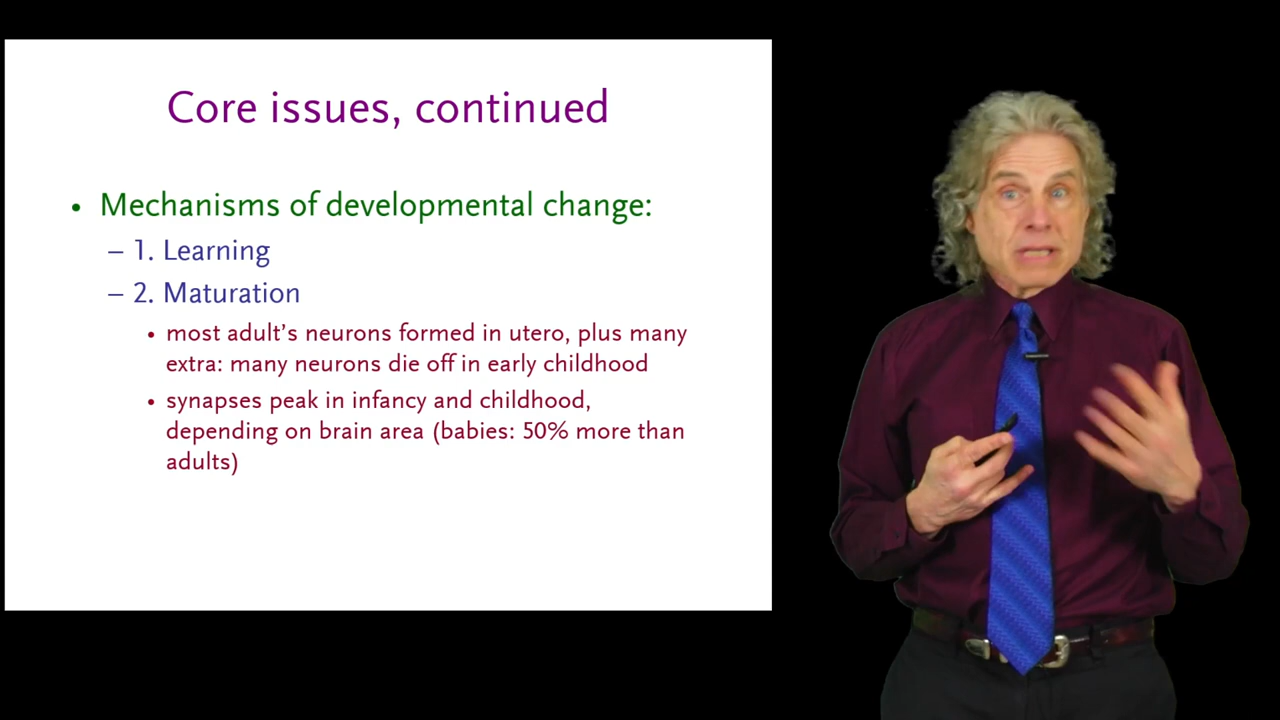 Core issues, continued
• Mechanisms of developmental change:
– 1. Learning
– 2. Maturation
• most adult’s neurons formed in utero, plus many
extra: many neurons die off in early childhood
• synapses peak in infancy and childhood,
depending on brain area (babies: 50% more than
adults)